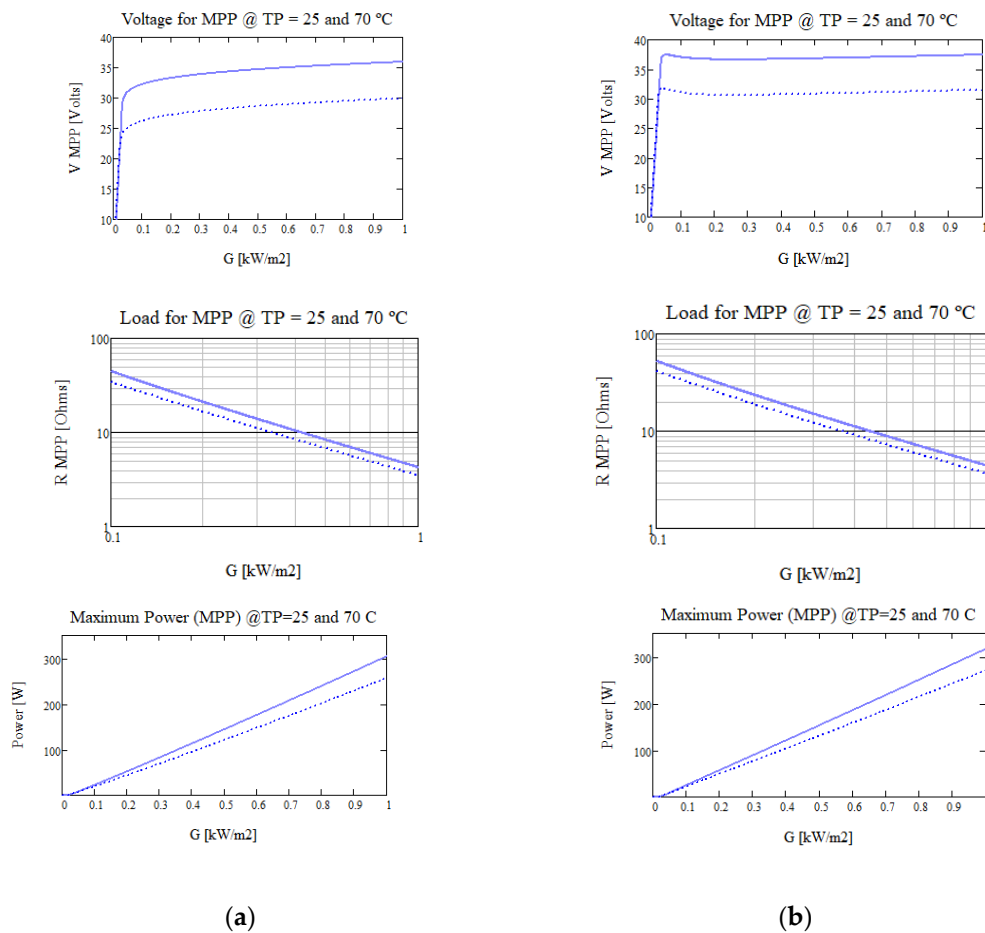 Voltage for MPP @ TP = 25 and 70 ºC
V MPP [Volts]
40
35
30
25
20
15
10
0 0.1 0.2 0.3 0.4 0.5 0.6 0.7 0.8 0.9 1
G [kW/m2]
Load for MPP @ TP = 25 and 70 ºC
R MPP [Ohms]
100
10
1
0.1 1
G [kW/m2]
Maximum Power (MPP) @TP=25 and 70 C
Power [W]
300
200
100
0 0.1 0.2 0.3 0.4 0.5 0.6 0.7 0.8 0.9 1
G [kW/m2]
(a)
Voltage for MPP @ TP = 25 and 70 ºC
V MPP [Volts]
40
35
30
25
20
15
10
0 0.1 0.2 0.3 0.4 0.5 0.6 0.7 0.8 0.9 1
G [kW/m2]
Load for MPP @ TP = 25 and 70 ºC
R MPP [Ohms]
100
10
1
0.1
G [kW/m2]
Maximum Power (MPP) @TP=25 and 70 C
Power [W]
300
200
100
0 0.1 0.2 0.3 0.4 0.5 0.6 0.7 0.8 0.9
G [kW/m2]
(b)